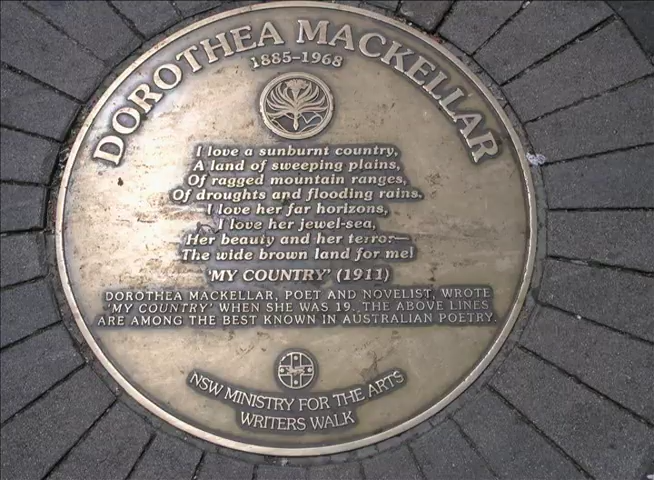 DOROTHEA MACKELLAR
1885-1968
I love a sunburnt country,
A land of sweeping plains,
Of ragged mountain ranges,
Of droughts and flooding rains.
I love her far horizons,
I love her jewel-sea,
Her beauty and her terror—
The wide brown land for me!
'MY COUNTRY' (1911)
DOROTHEA MACKELLAR, POET AND NOVELIST, WROTE
'MY COUNTRY' WHEN SHE WAS 19. THE ABOVE LINES
ARE AMONG THE BEST KNOWN IN AUSTRALIAN POETRY.
NSW MINISTRY FOR THE ARTS
WRITERS WALK